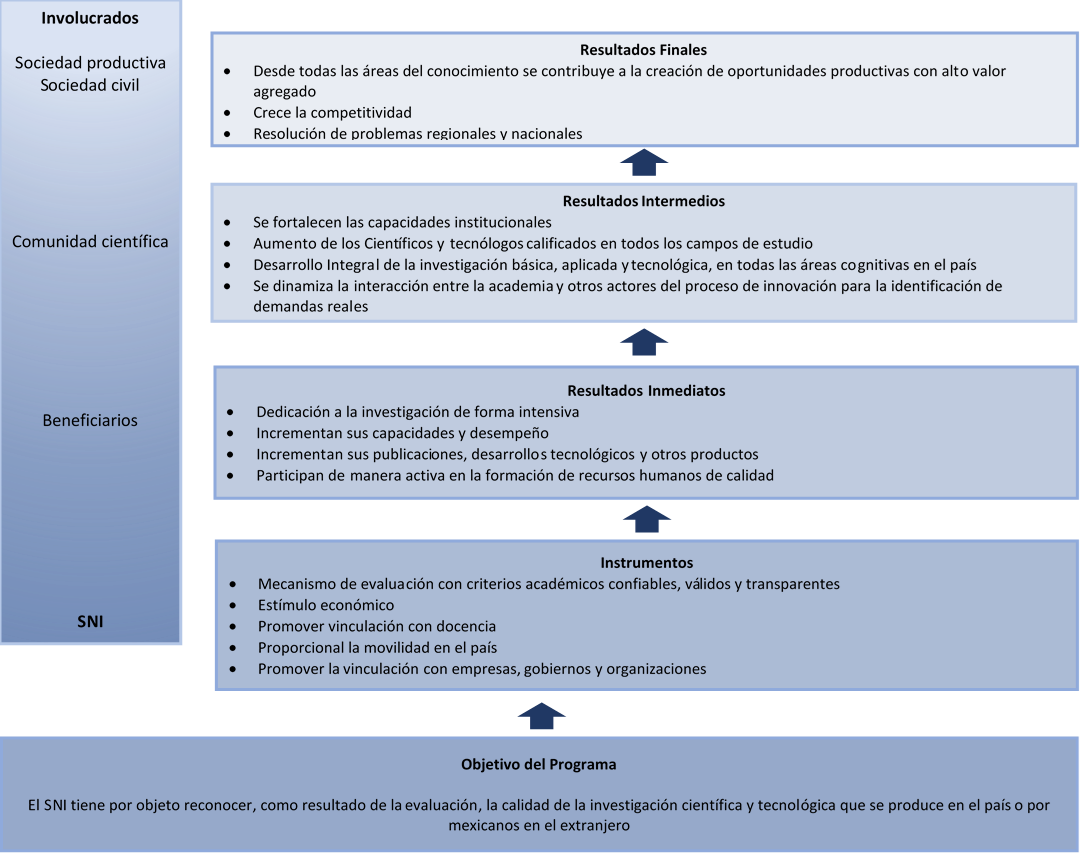 Involucrados
Sociedad productiva
Sociedad civil
Comunidad científica
Beneficiarios
SNI
Resultados Finales
• Desde todas las áreas del conocimiento se contribuye a la creación de oportunidades productivas con alto valor
agregado
• Crece la competitividad
• Resolución de problemas regionales y nacionales
Resultados Intermedios
• Se fortalecen las capacidades institucionales
• Aumento de los Científicos y tecnólogos calificados en todos los campos de estudio
• Desarrollo Integral de la investigación básica, aplicada y tecnológica, en todas las áreas cognitivas en el país
• Se dinamiza la interacción entre la academia y otros actores del proceso de innovación para la identificación de
demandas reales
Resultados Inmediatos
• Dedicación a la investigación de forma intensiva
• Incrementan sus capacidades y desempeño
• Incrementan sus publicaciones, desarrollos tecnológicos y otros productos
• Participan de manera activa en la formación de recursos humanos de calidad
Instrumentos
• Mecanismo de evaluación con criterios académicos confiables, válidos y transparentes
• Estímulo económico
• Promover vinculación con docencia
• Proporcional la movilidad en el país
• Promover la vinculación con empresas, gobiernos y organizaciones
Objetivo del Programa
El SNI tiene por objeto reconocer, como resultado de la evaluación, la calidad de la investigación científica y tecnológica que se produce en el país o por
mexicanos en el extranjero